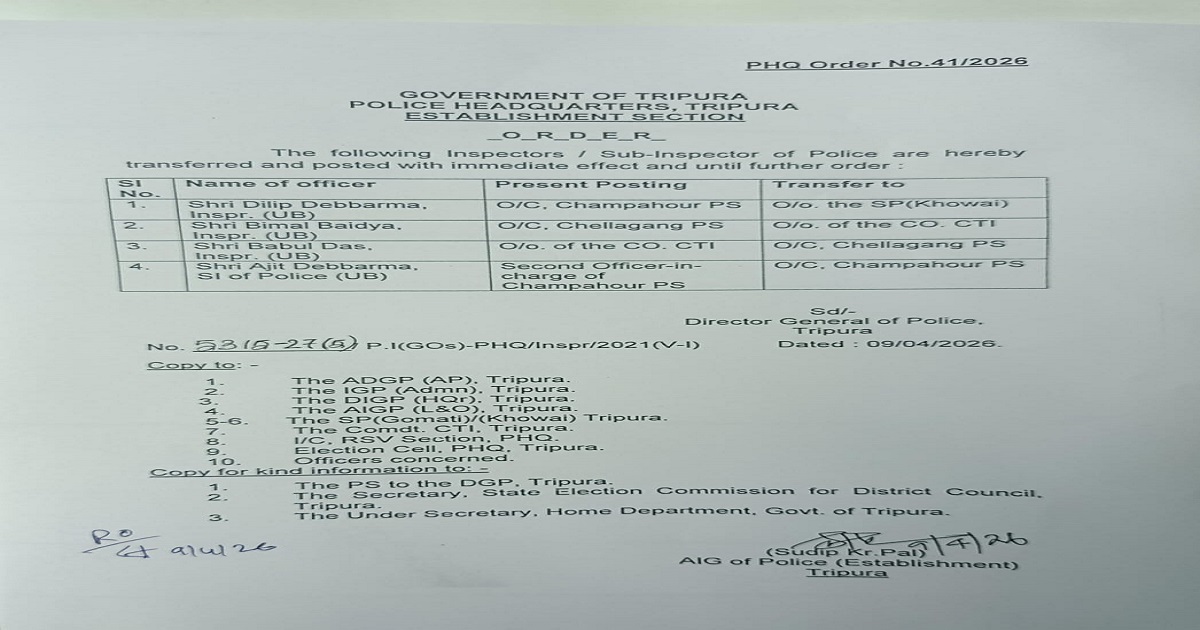 PHQ Order No.41/2026
GOVERNMENT OF TRIPURA
POLICE HEADQUARTERS, TRIPURA
ESTABLISHMENT SECTION
_O_R_D_E_R_
The following Inspectors / Sub-Inspector of Police are hereby
transferred and posted with immediate effect and until further order :
Sl No. Name of officer Present Posting Transfer to
1. Shri Dilip Debbarma, Inspr. (UB) O/C, Champahour PS O/o. the SP(Khowai)
2. Shri Bimal Baidya, Inspr. (UB) O/C, Chellagang PS O/o. of the CO. CTI
3. Shri Babul Das, Inspr. (UB) O/o. of the CO. CTI O/C, Chellagang PS
4. Shri Ajit Debbarma, SI of Police (UB) Second Officer-in-charge of Champahour PS O/C, Champahour PS
Sd/-
Director General of Police,
Tripura
No. 5315-27(G) P.I(GOs)-PHQ/Inspr/2021(V-I) Dated : 09/04/2026.
Copy to: -
1. The ADGP (AP), Tripura.
2. The IGP (Admn), Tripura.
3. The DIGP (HQr), Tripura.
4. The AIGP (L&O), Tripura.
5-6. The SP(Gomati)/(Khowai) Tripura.
7. The Comdt. CTI, Tripura.
8. I/C, RSV Section, PHQ.
9. Election Cell, PHQ, Tripura.
10. Officers concerned.
Copy for kind information to: -
1. The PS to the DGP, Tripura.
2. The Secretary, State Election Commission for District Council,
Tripura.
3. The Under Secretary, Home Department, Govt. of Tripura.
RO
9/4/26
9/4/26
(Sudip Kr.Pal)
AIG of Police (Establishment)
Tripura